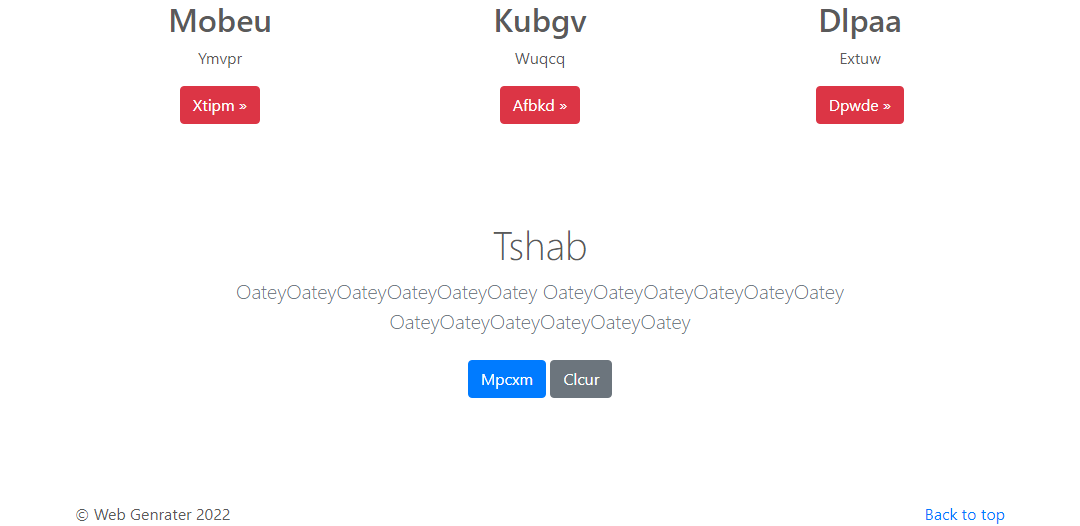 Mobeu Kubgv Dlpaa
Ymvpr Wuqcq Extuw
Xtipm » Afbkd » Dpwde »
Tshab
OateyOateyOateyOateyOateyOatey OateyOateyOateyOateyOateyOatey
OateyOateyOateyOateyOateyOatey
Mpcxm Clcur
© Web Genrater 2022 Back to top